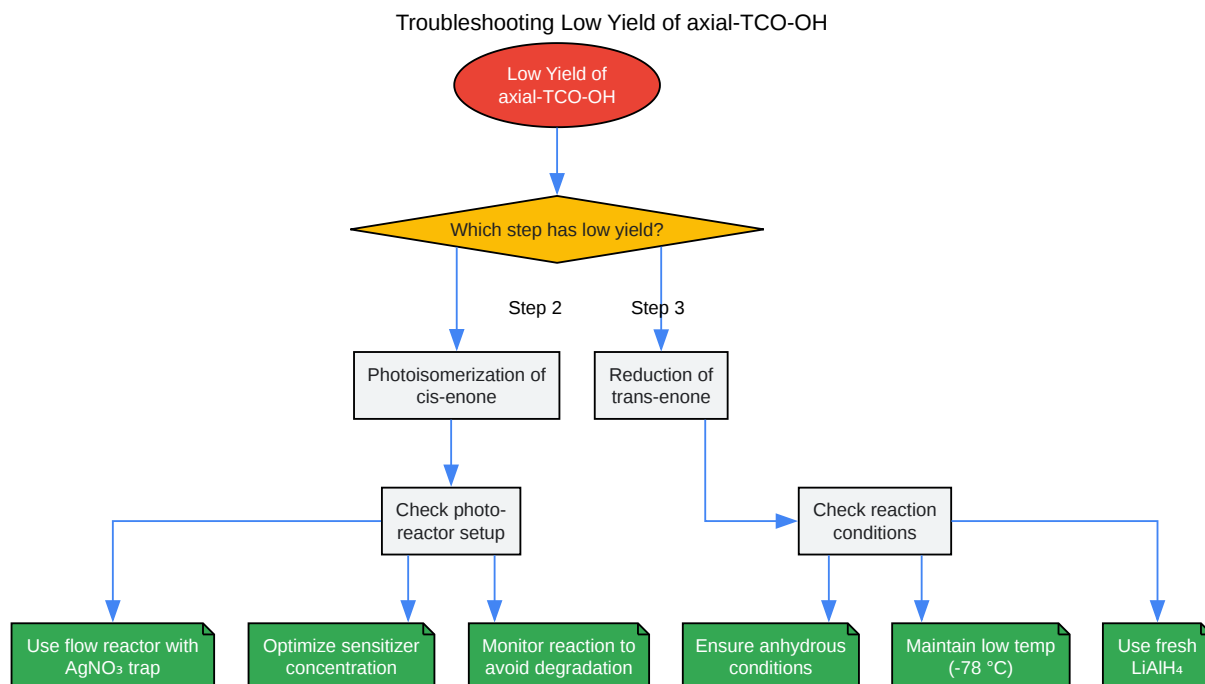 Troubleshooting Low Yield of axial-TCO-OH
Low Yield of
axial-TCO-OH
Which step has low yield?
Step 2
Step 3
Photoisomerization of
cis-enone
Reduction of
trans-enone
Check photo-
reactor setup
Check reaction
conditions
Use flow reactor with
AgNO₃ trap
Optimize sensitizer
concentration
Monitor reaction to
avoid degradation
Ensure anhydrous
conditions
Maintain low temp
(-78 °C)
Use fresh
LiAlH₄